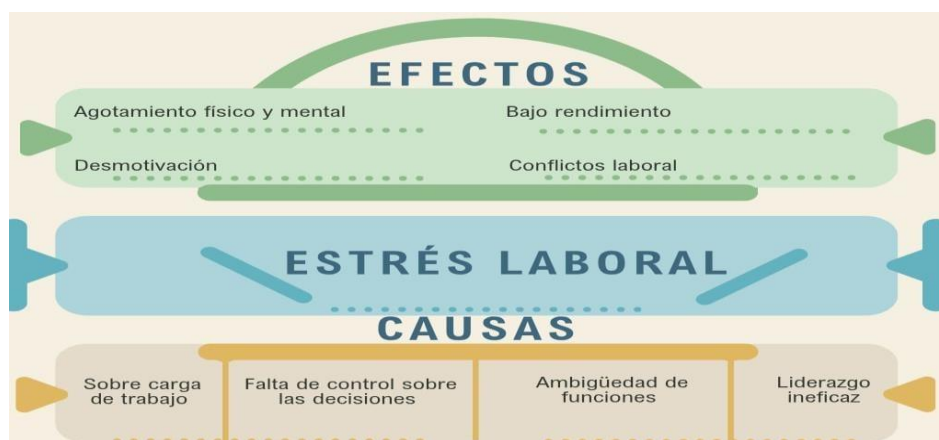 EFECTOS
Agotamiento físico y mental
Bajo rendimiento
Desmotivación
Conflictos laboral
ESTRÉS LABORAL
CAUSAS
Sobre carga
de trabajo
Falta de control sobre
las decisiones
Ambigüedad de
funciones
Liderazgo
ineficaz